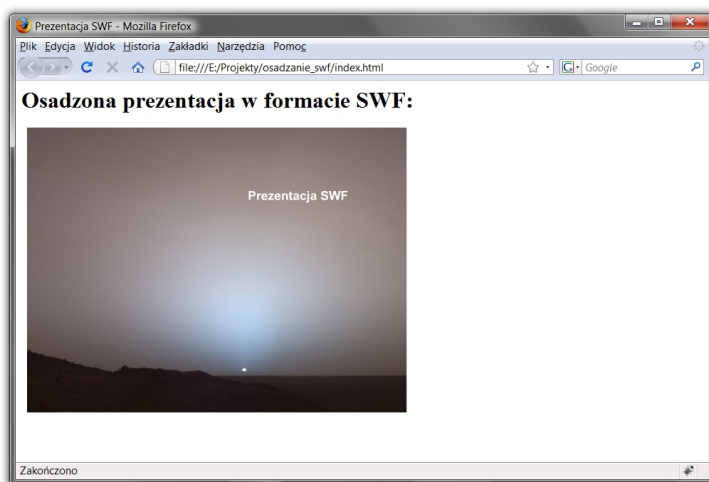 Prezentacja SWF - Mozilla Firefox
Plik Edycja Widok Historia Zakładki Narzędzia Pomoc
file:///E:/Projekty/osadzanie_swf/index.html
G Google
Osadzona prezentacja w formacie SWF:
Prezentacja SWF
Zakończono